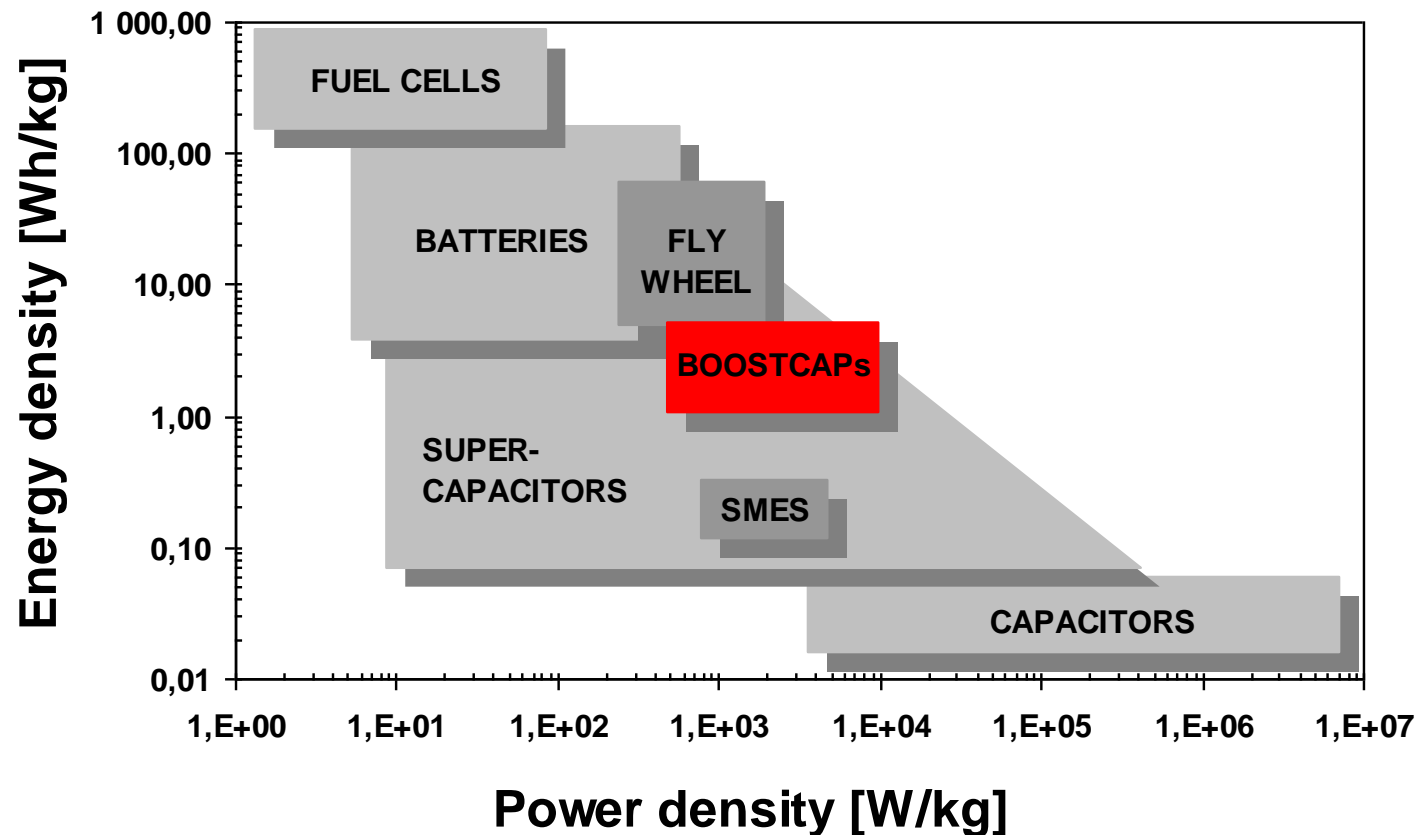 1 000,00
100,00
10,00
1,00
0,10
0,01
Energy density [Wh/kg]
FUEL CELLS
BATTERIES
FLY
WHEEL
BOOSTCAPs
SUPER-
CAPACITORS
SMES
CAPACITORS
1,E+00 1,E+01 1,E+02 1,E+03 1,E+04 1,E+05 1,E+06 1,E+07
Power density [W/kg]